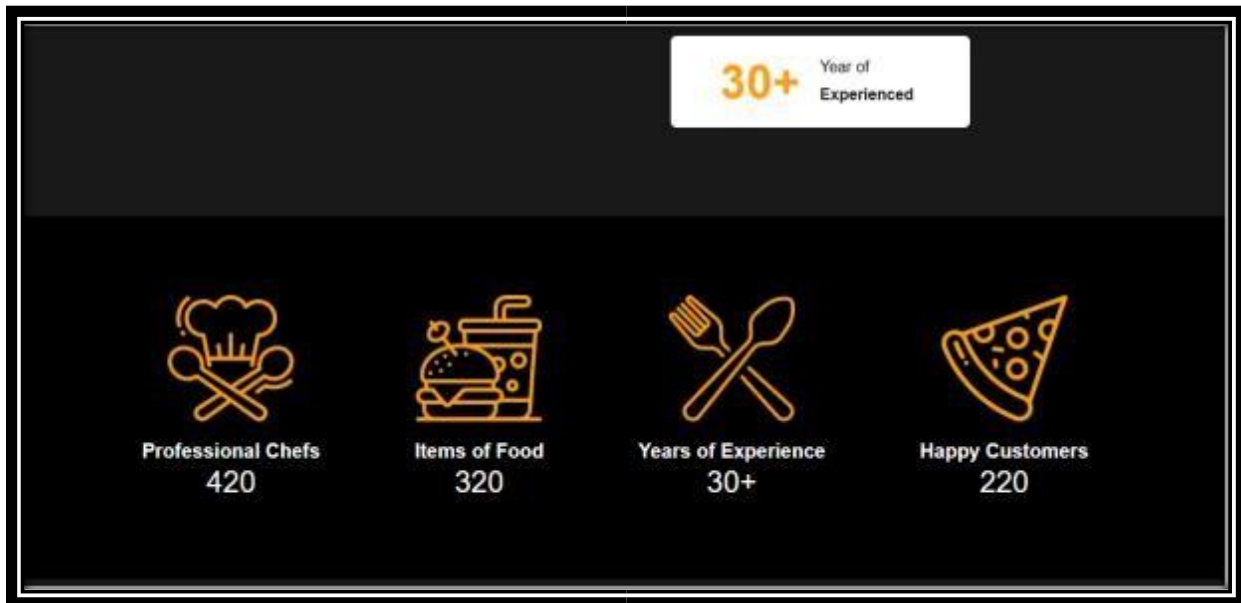 30+
Year of
Experienced
Professional Chefs
420
Items of Food
320
Years of Experience
30+
Happy Customers
220